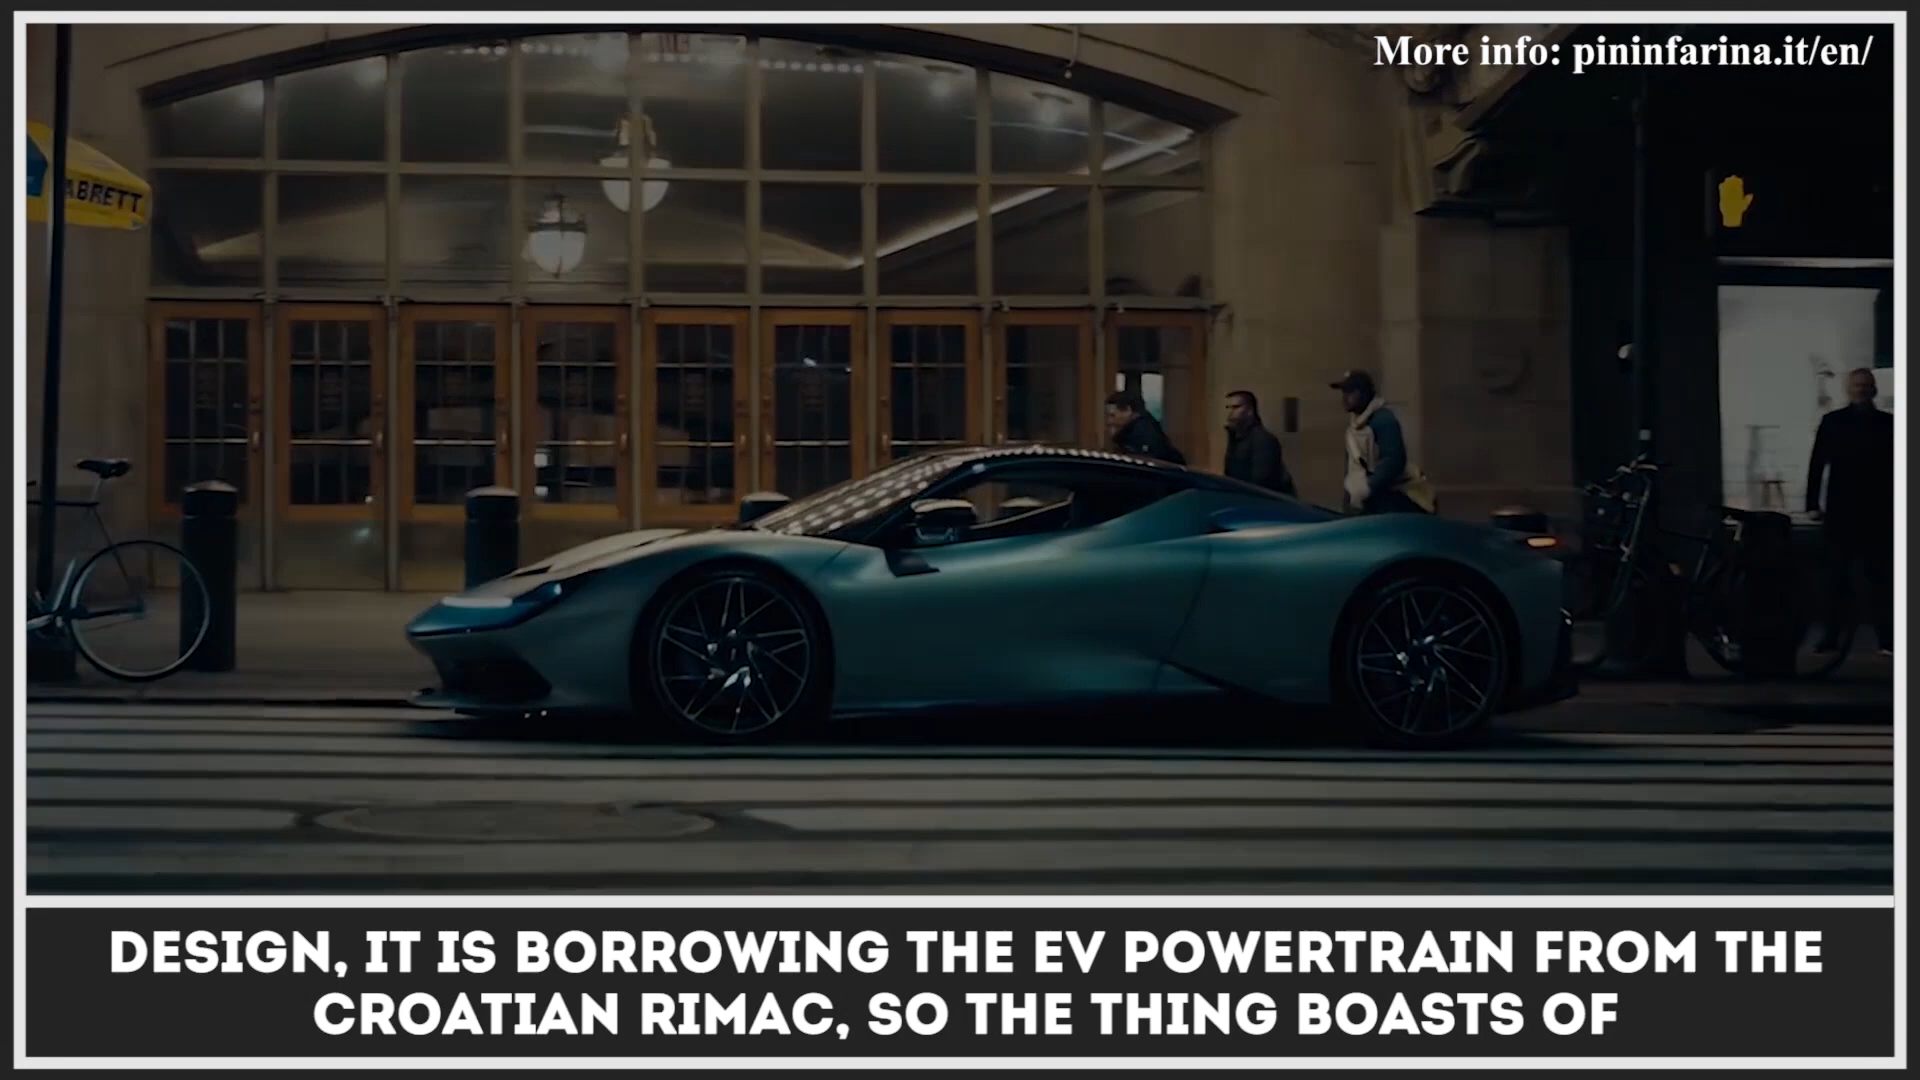 More info: pininfarina.it/en/
ABRETT
DESIGN, IT IS BORROWING THE EV POWERTRAIN FROM THE
CROATIAN RIMAC, SO THE THING BOASTS OF